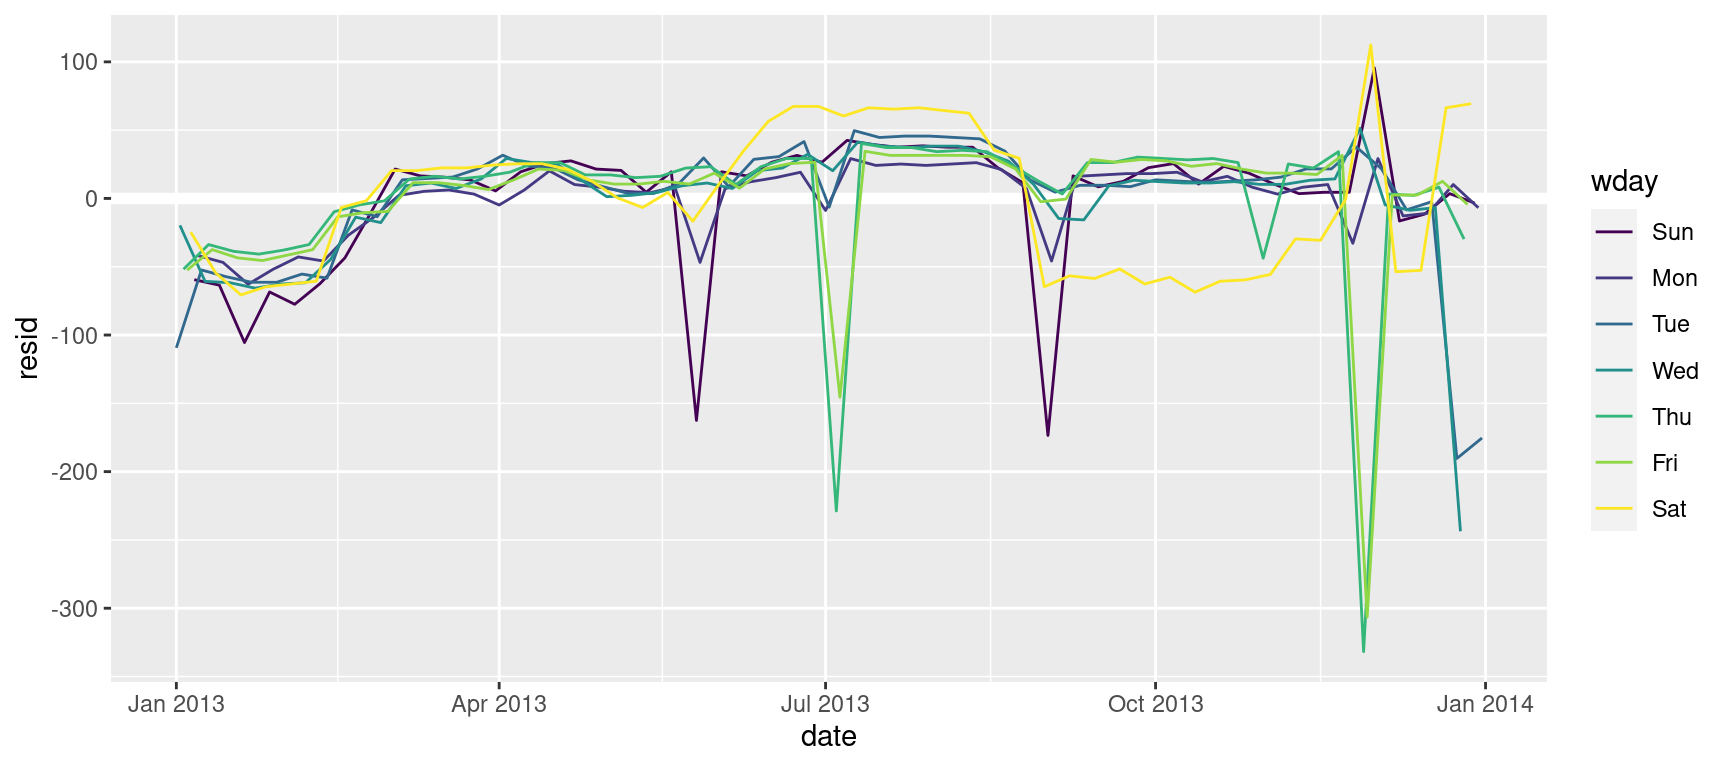 100
0
-100
-200
-300
resid
Jan 2013
Apr 2013
Jul 2013
Oct 2013
Jan 2014
date
wday
Sun
Mon
Tue
Wed
Thu
Fri
Sat